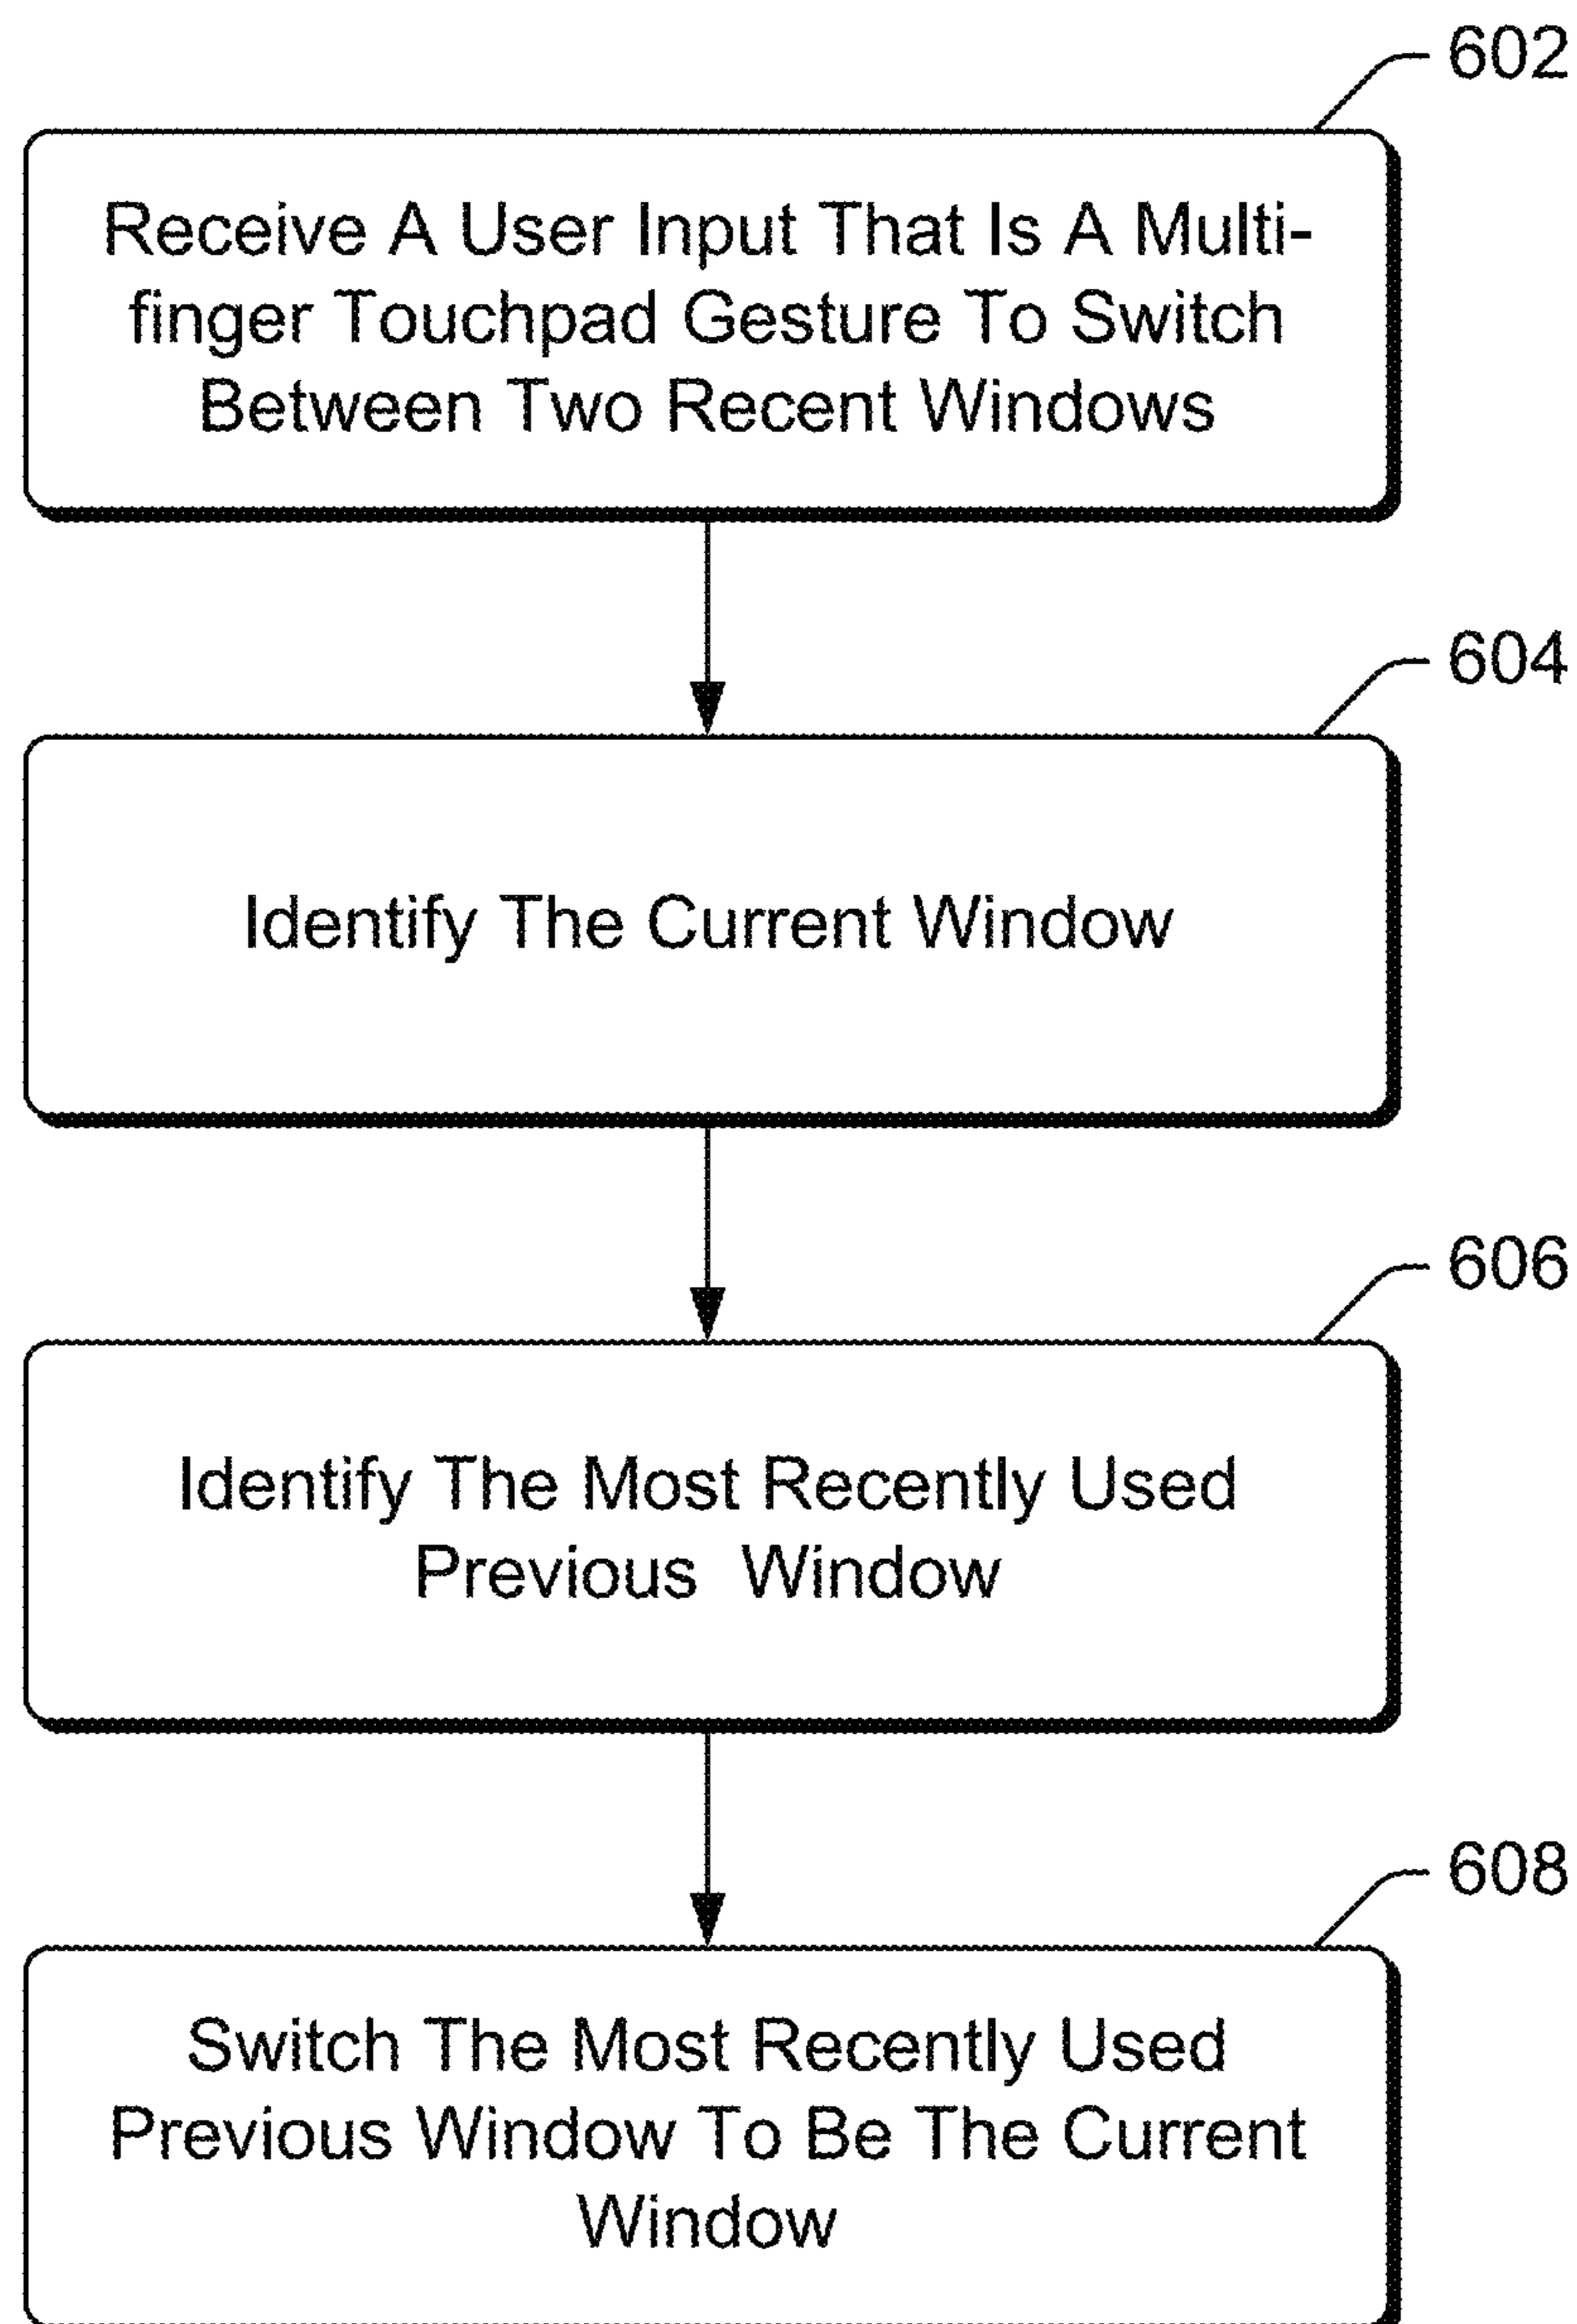 602
Receive A User Input That Is A Multi-
finger Touchpad Gesture To Switch
Between Two Recent Windows
604
Identify The Current Window
606
Identify The Most Recently Used
Previous Window
608
Switch The Most Recently Used
Previous Window To Be The Current
Window